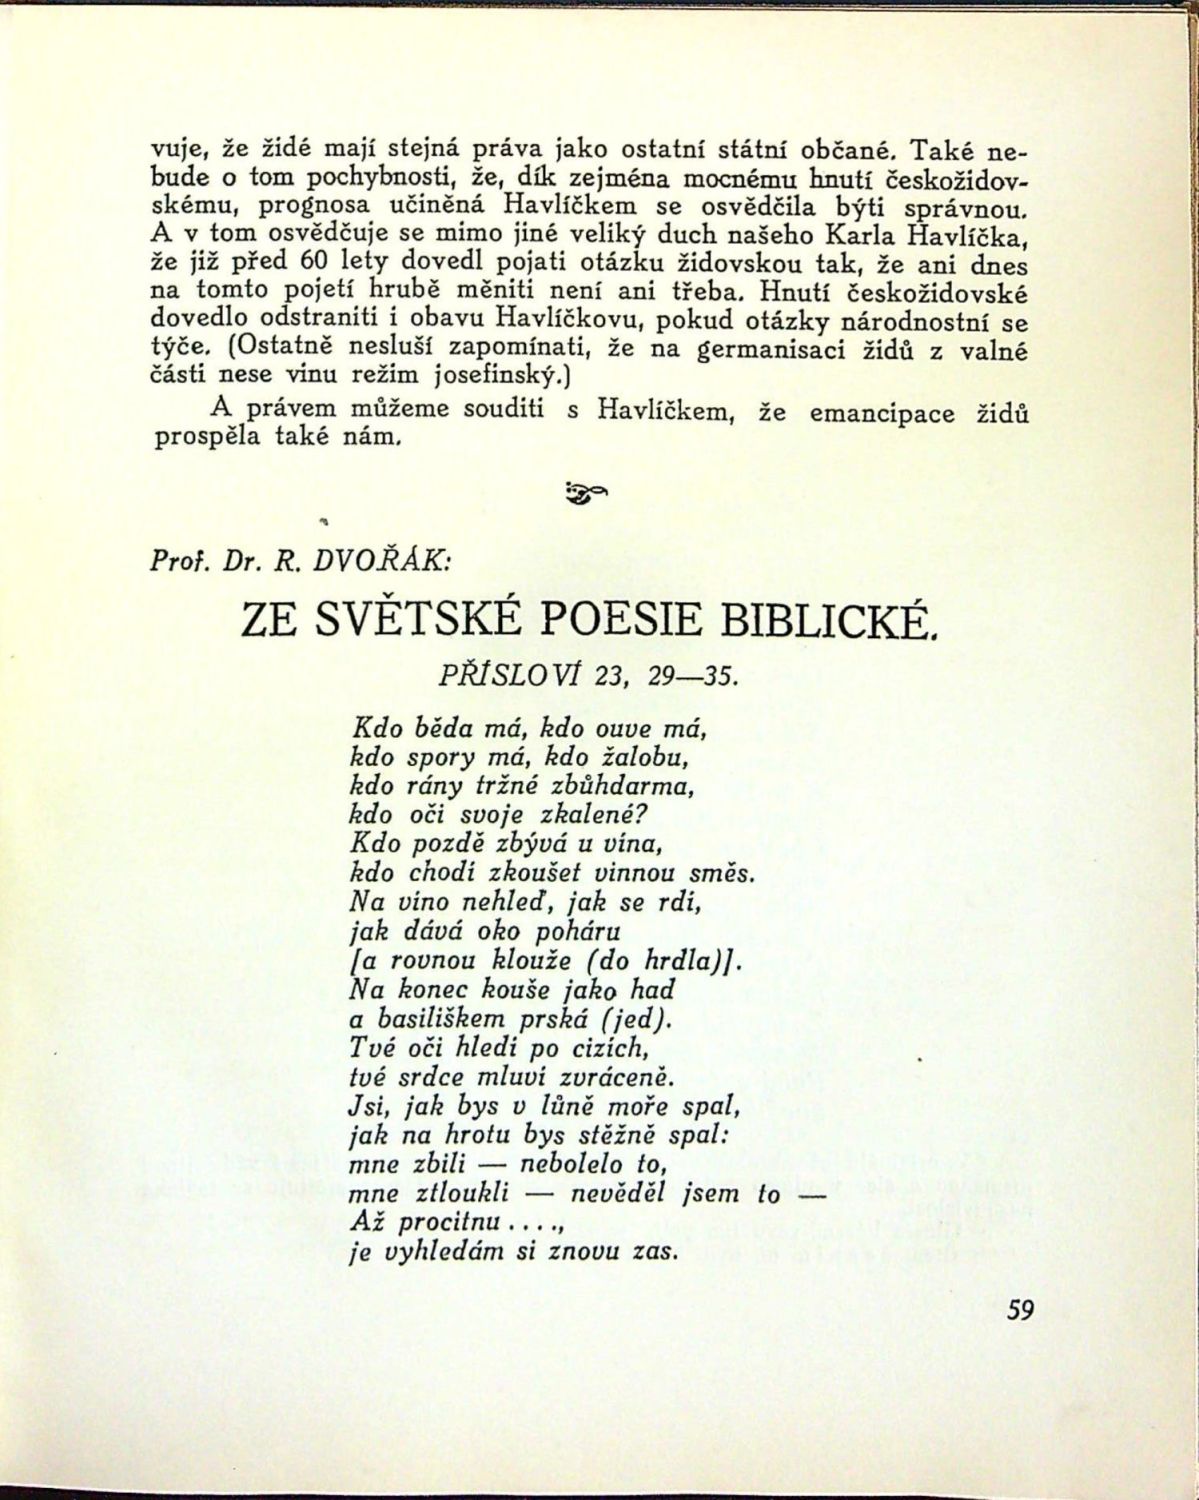 vuje, že židé mají stejná práva jako ostatní státní občané. Také ne-
bude o tom pochybnosti, že, dík zejména mocnému hnutí českožidov-
skému, prognosa učiněná Havlíčkem se osvědčila býti správnou.
A v tom osvědčuje se mimo jiné veliký duch našeho Karla Havlíčka,
že již před 60 lety dovedl pojati otázku židovskou tak, že ani dnes
na tomto pojetí hrubě měniti není ani třeba. Hnutí českožidovské
dovedlo odstraniti i obavu Havlíčkovu, pokud otázky národnostní se
týče. (Ostatně nesluší zapomínati, že na germanisaci židů z valné
části nese vinu režim josefinský.)
A právem můžeme souditi s Havlíčkem, že emancipace židů
prospěla také nám.
Prof. Dr. R. DVOŘÁK:
ZE SVĚTSKÉ POESIE BIBLICKÉ.
PŘÍSLOVÍ 23, 29—35.
Kdo běda má, kdo ouve má,
kdo spory má, kdo žalobu,
kdo rány tržné zbůhdarma,
kdo oči svoje zkalené?
Kdo pozdě zbývá u vína,
kdo chodí zkoušet vinnou směs.
Na víno nehleď, jak se rdí,
jak dává oko poháru
[a rovnou klouže (do hrdla)].
Na konec kouše jako had
a basiliškem prská (jed).
Tvé oči hledí po cizích,
tvé srdce mluví zvráceně.
Jsi, jak bys v lůně moře spal,
jak na hrotu bys stěžně spal:
mne zbili — nebolelo to,
mne ztloukli — nevěděl jsem to —
Až procitnu . . . .,
je vyhledám si znovu zas.
59